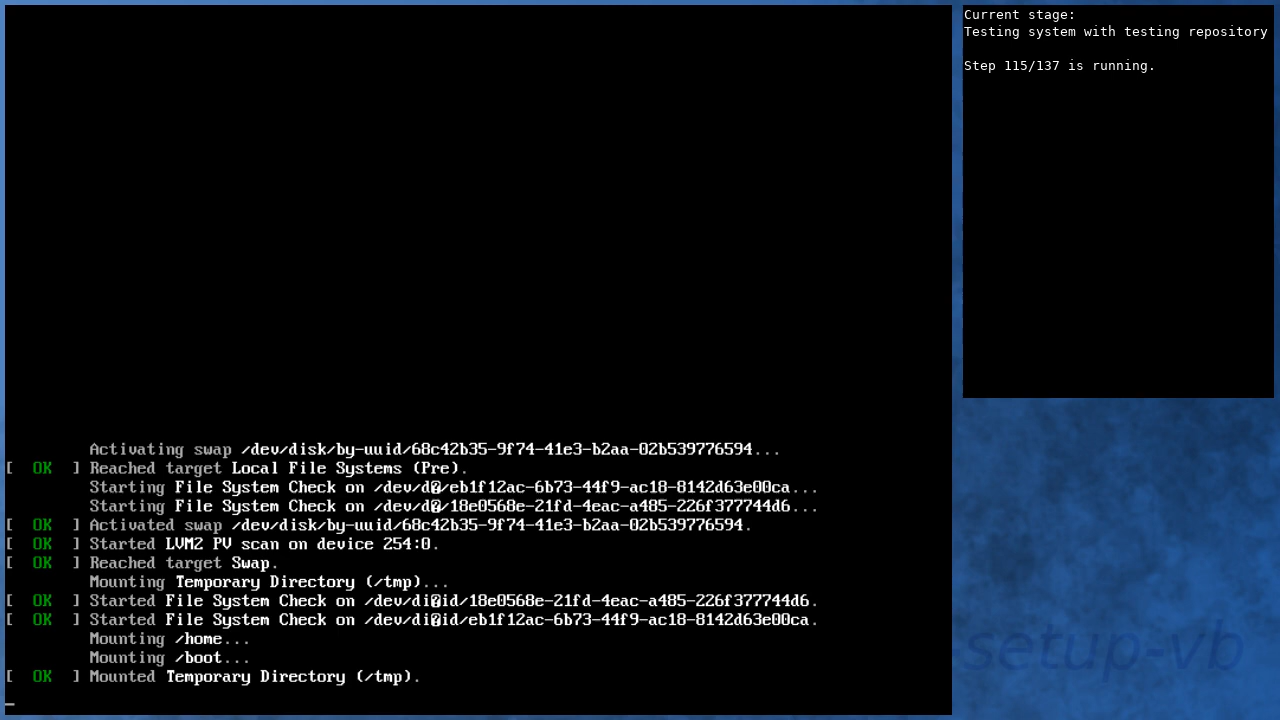 Activating swap /dev/disk/by-uuid/68c42b35-9f74-41e3-b2aa-02b539776594...
[  OK  ] Reached target Local File Systems (Pre).
Starting File System Check on /dev/d�/eb1f12ac-6b73-44f9-ac18-8142d63e00ca...
Starting File System Check on /dev/d�/18e0568e-21fd-4eac-a485-226f377744d6...
[  OK  ] Activated swap /dev/disk/by-uuid/68c42b35-9f74-41e3-b2aa-02b539776594.
[  OK  ] Started LVM2 PV scan on device 254:0.
[  OK  ] Reached target Swap.
Mounting Temporary Directory (/tmp)...
[  OK  ] Started File System Check on /dev/di�id/18e0568e-21fd-4eac-a485-226f377744d6.
[  OK  ] Started File System Check on /dev/di�id/eb1f12ac-6b73-44f9-ac18-8142d63e00ca.
Mounting /home...
Mounting /boot...
[  OK  ] Mounted Temporary Directory (/tmp).
_
Current stage:
Testing system with testing repository
Step 115/137 is running.
-setup-vb